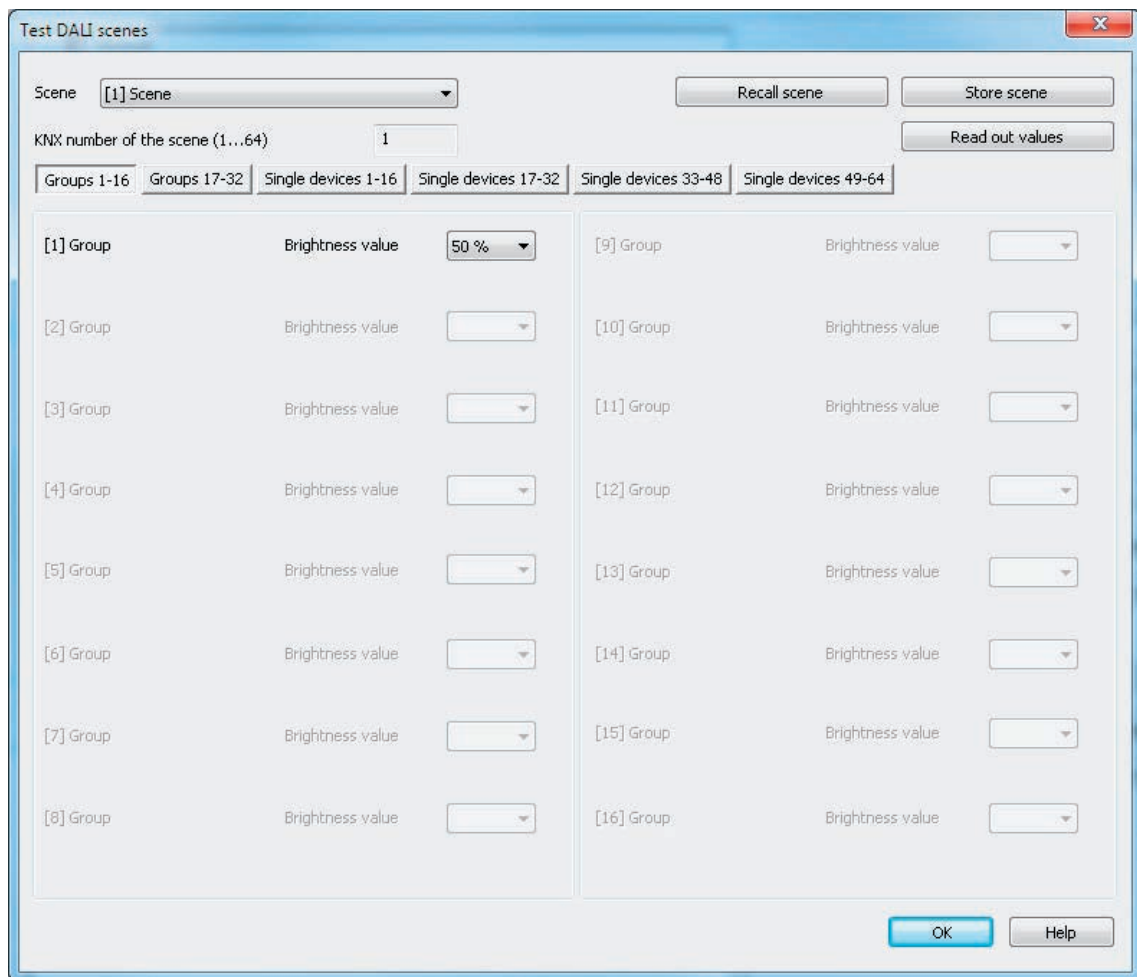 Test DALI scenes
Scene [1] Scene Recall scene Store scene
KNX number of the scene (1...64) 1 Read out values
Groups 1-16 Groups 17-32 Single devices 1-16 Single devices 17-32 Single devices 33-48 Single devices 49-64
[1] Group Brightness value 50 % [9] Group Brightness value
[2] Group Brightness value [10] Group Brightness value
[3] Group Brightness value [11] Group Brightness value
[4] Group Brightness value [12] Group Brightness value
[5] Group Brightness value [13] Group Brightness value
[6] Group Brightness value [14] Group Brightness value
[7] Group Brightness value [15] Group Brightness value
[8] Group Brightness value [16] Group Brightness value
OK Help